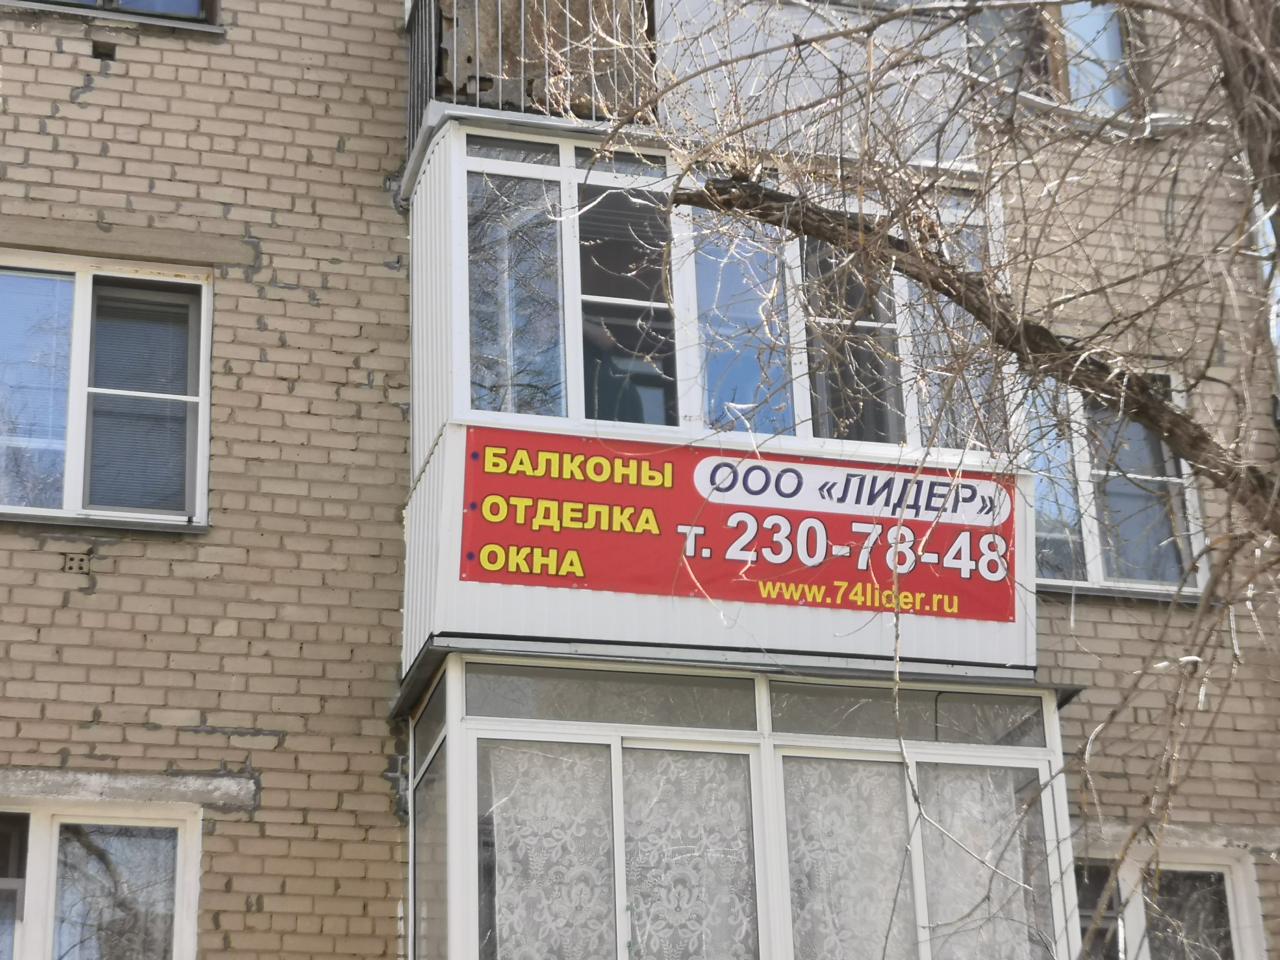 БАЛКОНЫ
ОТДЕЛКА
ОКНА
ООО «ЛИДЕР»
т. 230-78-48
www.74lider.ru